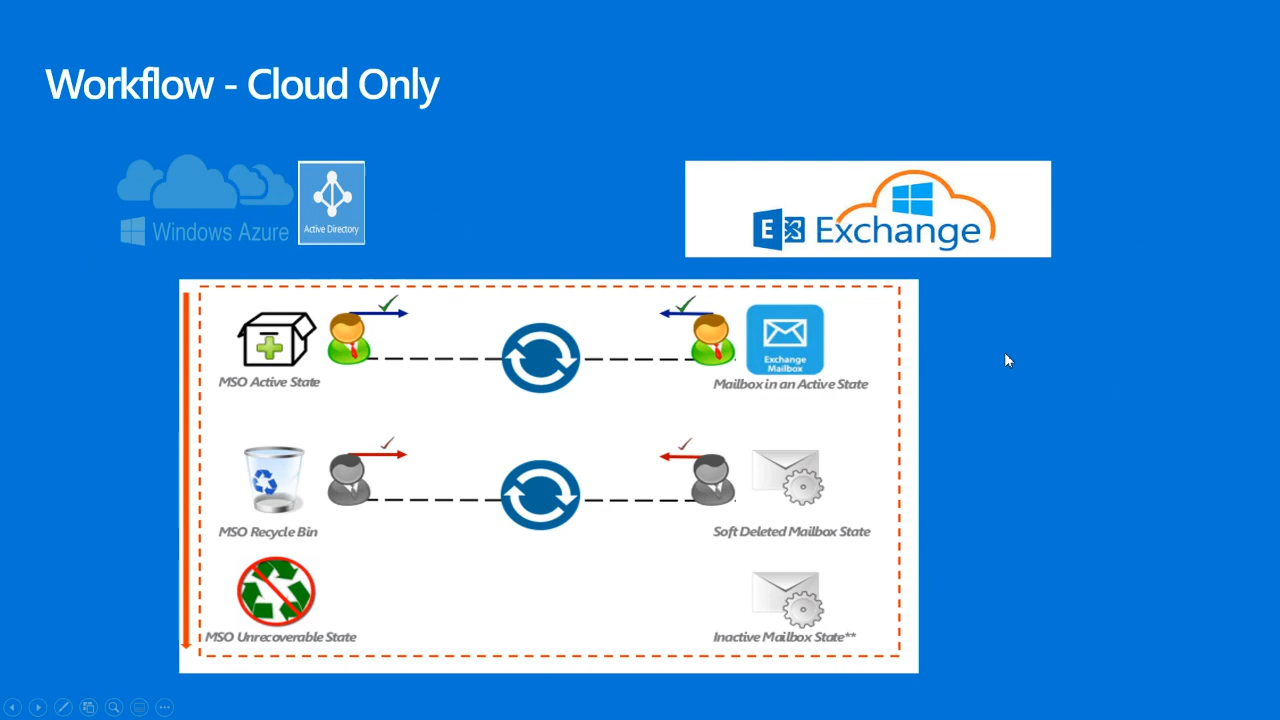 Workflow - Cloud Only
Windows Azure
Active Directory
E
Exchange
MSO Active State
Exchange
Mailbox
Mailbox in an Active State
MSO Recycle Bin
Soft Deleted Mailbox State
MSO Unrecoverable State
Inactive Mailbox State**